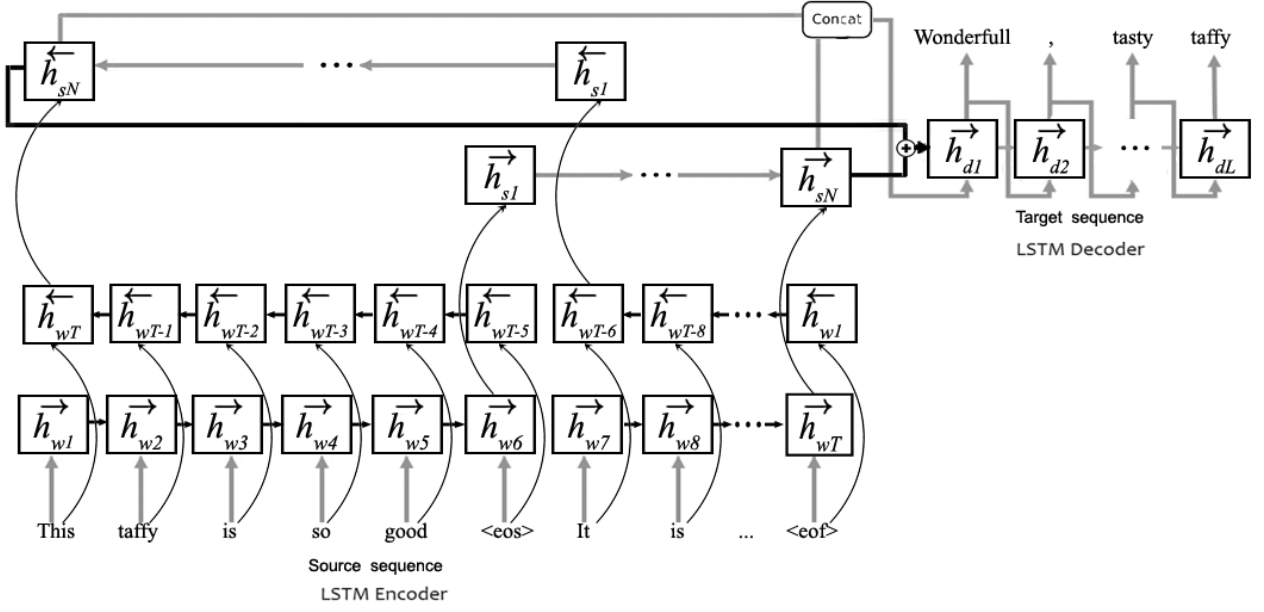 Concat
Wonderfull , tasty taffy
h sN ... h s1
h d1 h d2 ... h dL
h s1 ... h sN
Target sequence
LSTM Decoder
h wT h wT-1 h wT-2 h wT-3 h wT-4 h wT-5 h wT-6 h wT-8 ... h w1
h w1 h w2 h w3 h w4 h w5 h w6 h w7 h w8 ... h wT
This taffy is so good <eos> It is ... <eof>
Source sequence
LSTM Encoder